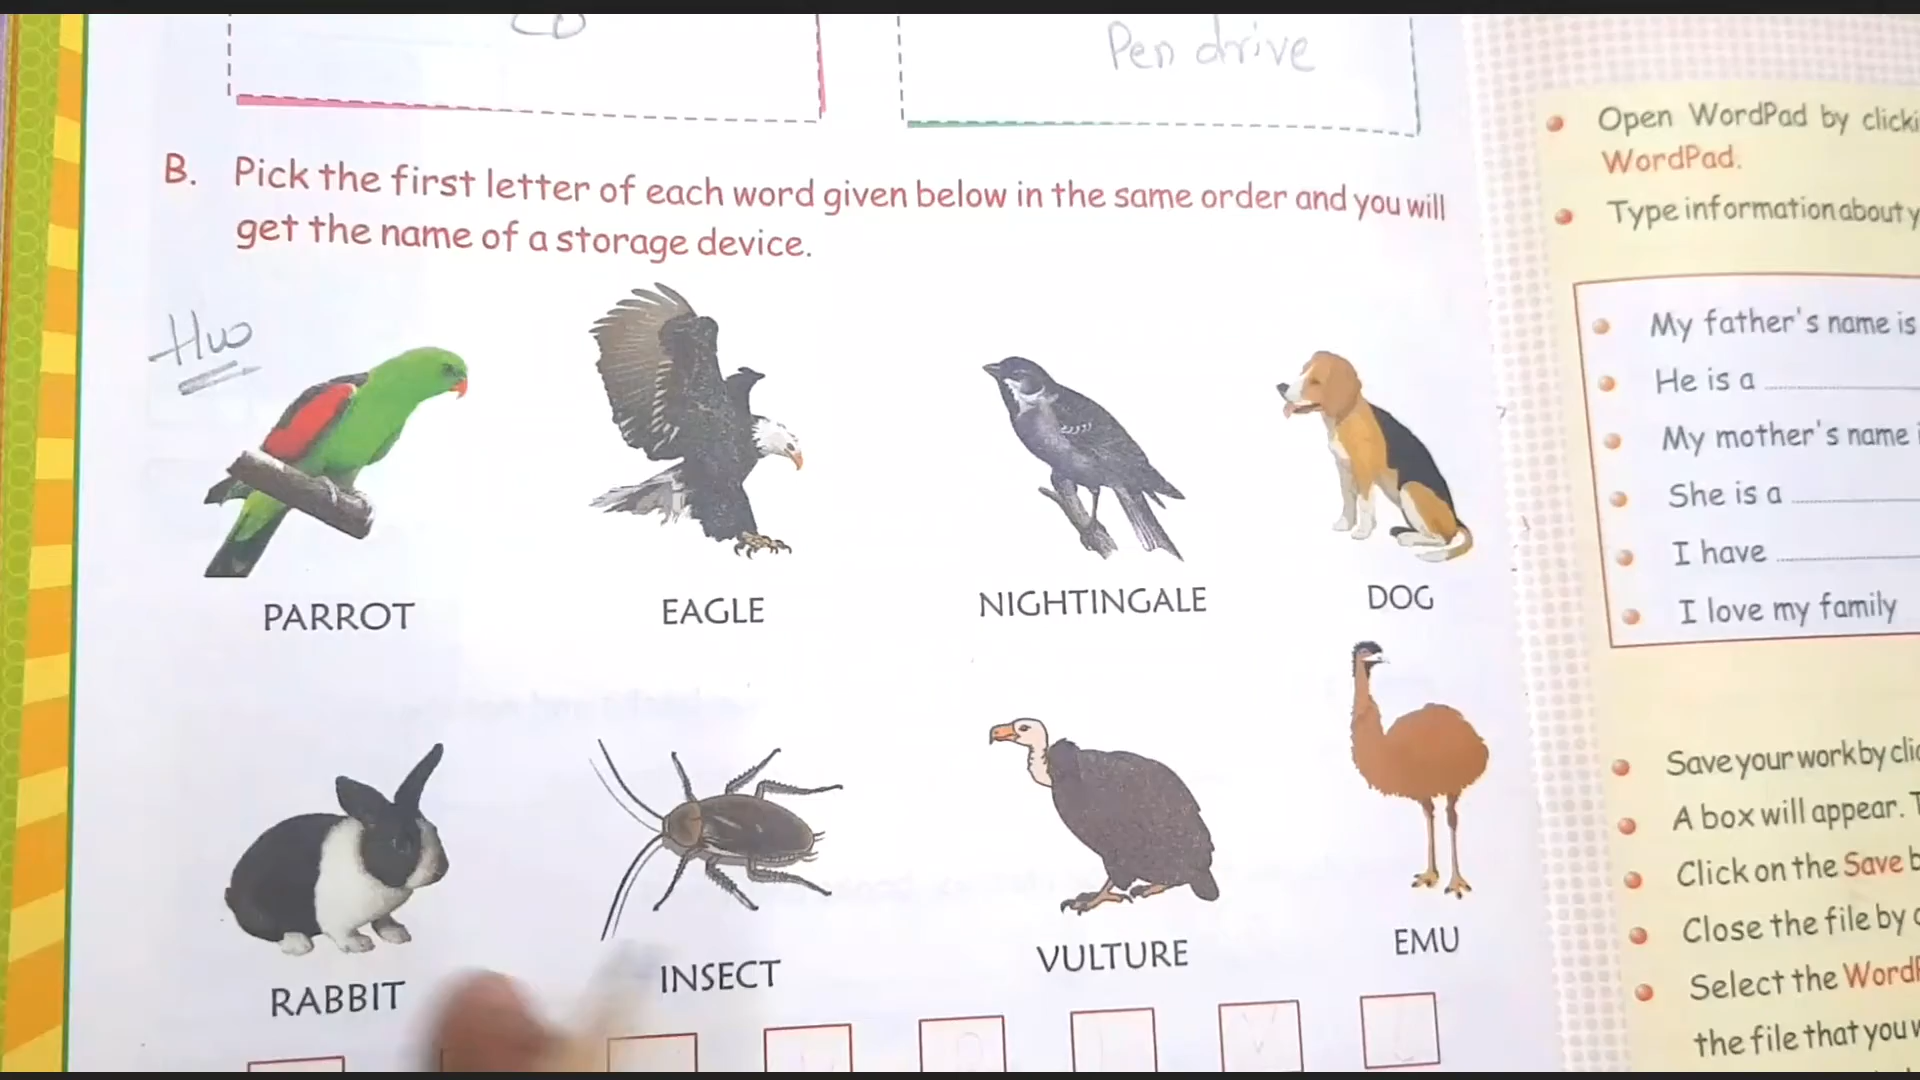 CD
Pen drive
B. Pick the first letter of each word given below in the same order and you will
get the name of a storage device.
PARROT
EAGLE
NIGHTINGALE
DOG
RABBIT
INSECT
VULTURE
EMU
Open WordPad by
WordPad.
Type information about
My father's name is
He is a
My mother's name
She is a
I have
I love my family
Save your work by
A box will appear.
Click on the Save
Close the file by
Select the
the file that you